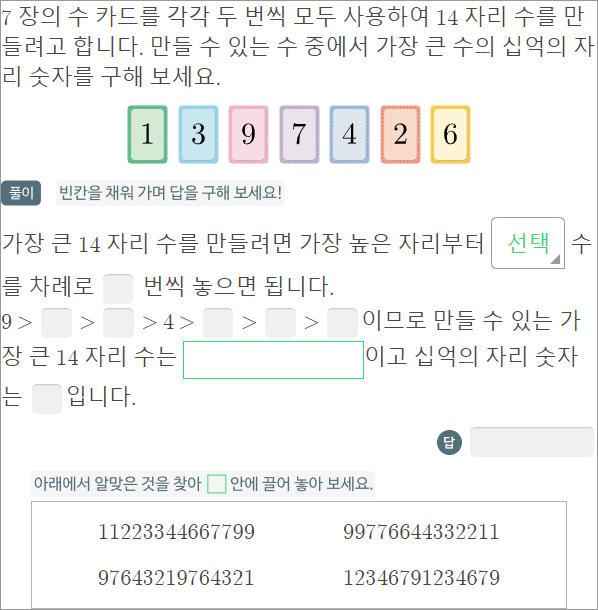 7 장의 수 카드를 각각 두 번씩 모두 사용하여 14 자리 수를 만
들려고 합니다. 만들 수 있는 수 중에서 가장 큰 수의 십억의 자
리 숫자를 구해 보세요.
1 3 9 7 4 2 6
풀이 빈칸을 채워 가며 답을 구해 보세요!
가장 큰 14 자리 수를 만들려면 가장 높은 자리부터 선택 수
를 차례로 번씩 놓으면 됩니다.
9 > > > 4 > > > 이므로 만들 수 있는 가
장 큰 14 자리 수는 이고 십억의 자리 숫자
는 입니다.
답
아래에서 알맞은 것을 찾아 안에 끌어 놓아 보세요.
11223344667799 99776644332211
97643219764321 12346791234679